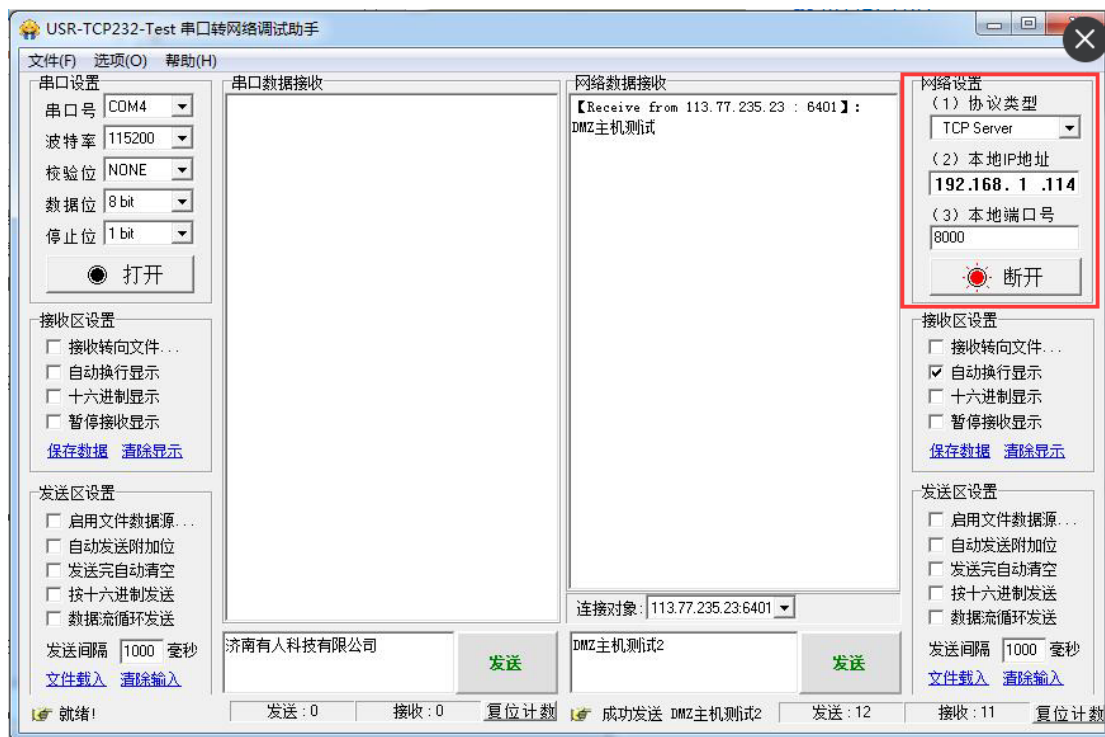 USR-TCP232-Test 串口转网络调试助手
文件(F) 选项(O) 帮助(H)
串口设置
串口号 COM4
波特率 115200
校验位 NONE
数据位 8 bit
停止位 1 bit
打开
接收区设置
接收转向文件...
自动换行显示
十六进制显示
暂停接收显示
保存数据 清除显示
发送区设置
启用文件数据源...
自动发送附加位
发送完自动清空
按十六进制发送
数据流循环发送
发送间隔 1000 毫秒
文件载入 清除输入
串口数据接收
济南有人科技有限公司
发送
网络数据接收
【Receive from 113.77.235.23 : 6401】:
DMZ主机测试
连接对象: 113.77.235.23:6401
DMZ主机测试2
发送
网络设置
(1) 协议类型
TCP Server
(2) 本地IP地址
192.168. 1 .114
(3) 本地端口号
8000
断开
接收区设置
接收转向文件...
自动换行显示
十六进制显示
暂停接收显示
保存数据 清除显示
发送区设置
启用文件数据源...
自动发送附加位
发送完自动清空
按十六进制发送
数据流循环发送
发送间隔 1000 毫秒
文件载入 清除输入
就绪! 发送:0 接收:0 复位计数
成功发送 DMZ主机测试2 发送:12 接收:11 复位计数